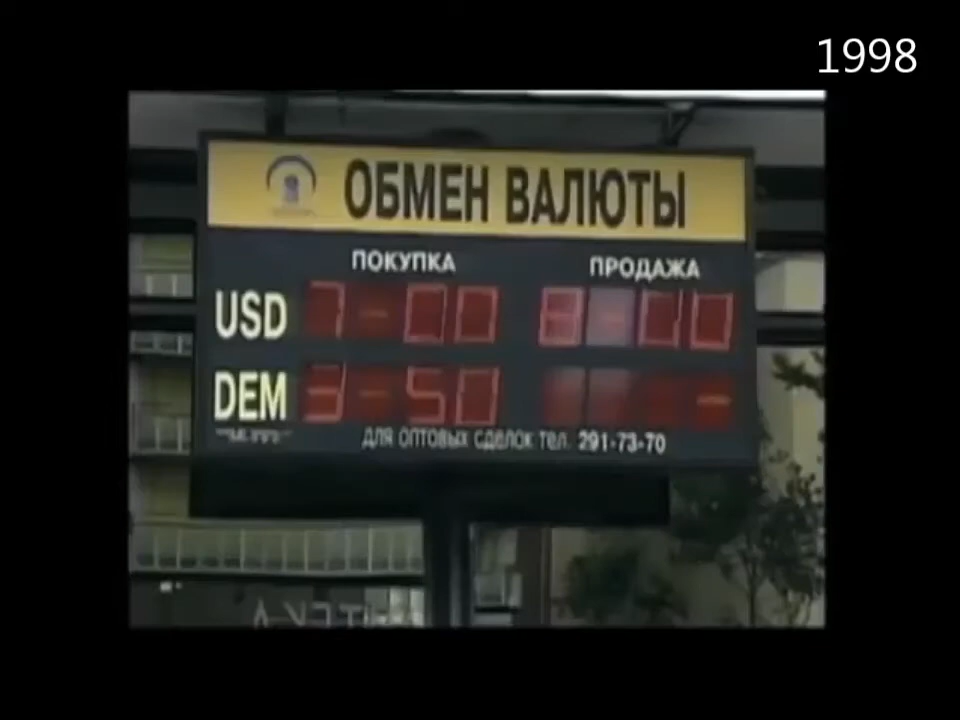 1998
ОБМЕН ВАЛЮТЫ
ПОКУПКА ПРОДАЖА
USD 7-00 8-00
DEM 3-50 -
ДЛЯ ОПТОВЫХ СДЕЛОК ТЕЛ. 291-73-70